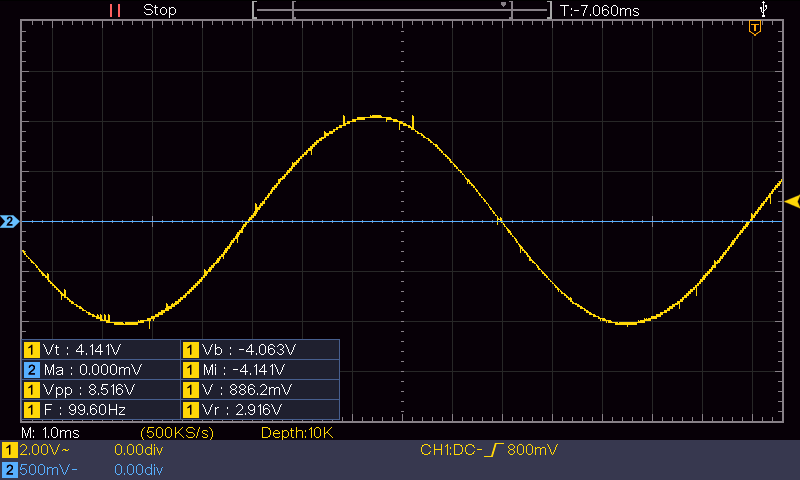 Stop T:-7.060ms
T
2
1 Vt : 4.141V 1 Vb : -4.063V
2 Ma : 0.000mV 1 Mi : -4.141V
1 Vpp : 8.516V 1 V : 886.2mV
1 F : 99.60Hz 1 Vr : 2.916V
M: 1.0ms (500KS/s) Depth:10K
1 2.00V~ 0.00div CH1:DC- 800mV
2 500mV- 0.00div